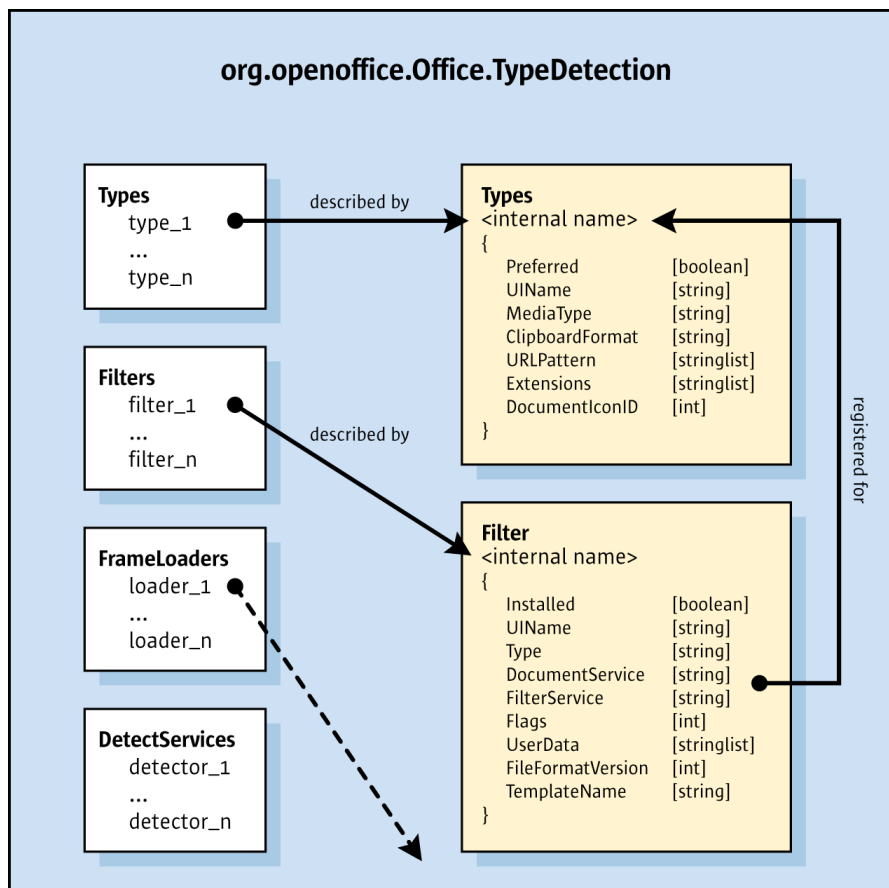 org.openoffice.Office.TypeDetection
Types
type_1
...
type_n
described by
Types
<internal name>
{
Preferred [boolean]
UIName [string]
MediaType [string]
ClipboardFormat [string]
URLPattern [stringlist]
Extensions [stringlist]
DocumentIconID [int]
}
registered for
Filters
filter_1
...
filter_n
described by
Filter
<internal name>
{
Installed [boolean]
UIName [string]
Type [string]
DocumentService [string]
FilterService [string]
Flags [int]
UserData [stringlist]
FileFormatVersion [int]
TemplateName [string]
}
FrameLoaders
loader_1
...
loader_n
DetectServices
detector_1
...
detector_n